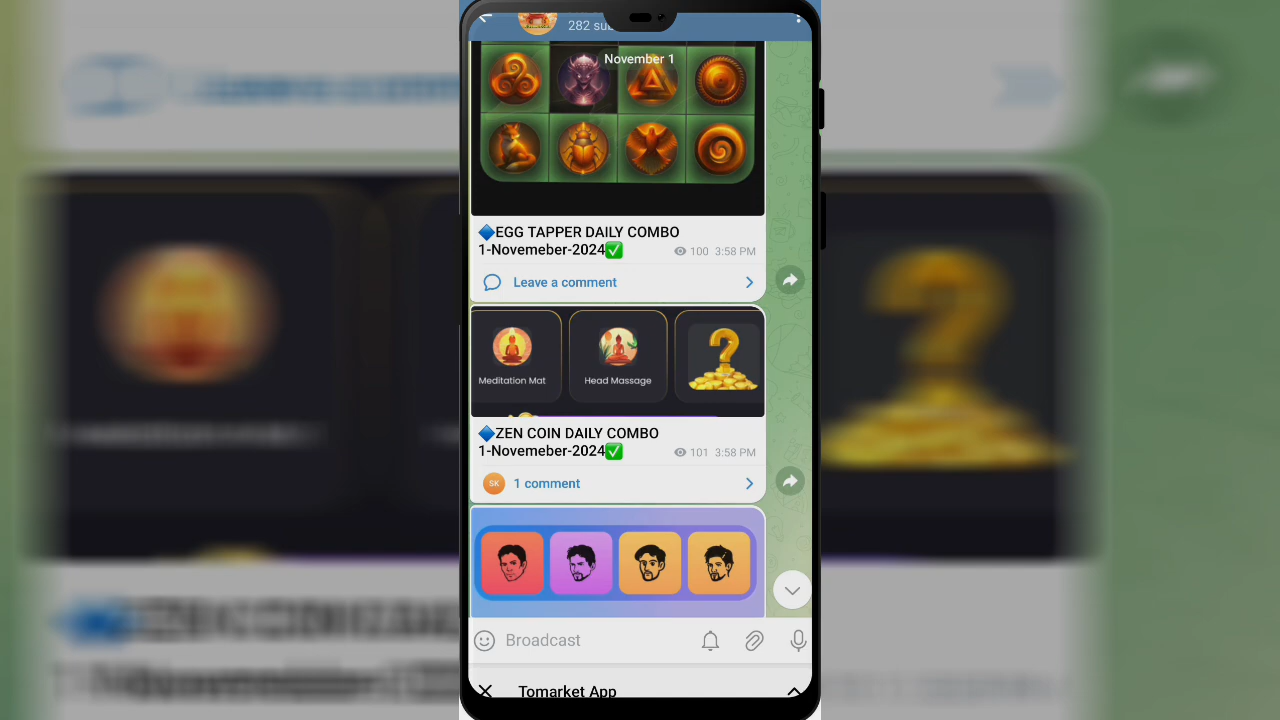 282 sub
November 1
🔷EGG TAPPER DAILY COMBO
1-Novemeber-2024✅ 100 3:58 PM
Leave a comment
Meditation Mat Head Massage
🔷ZEN COIN DAILY COMBO
1-Novemeber-2024✅ 101 3:58 PM
SK 1 comment
Broadcast
Tomarket App